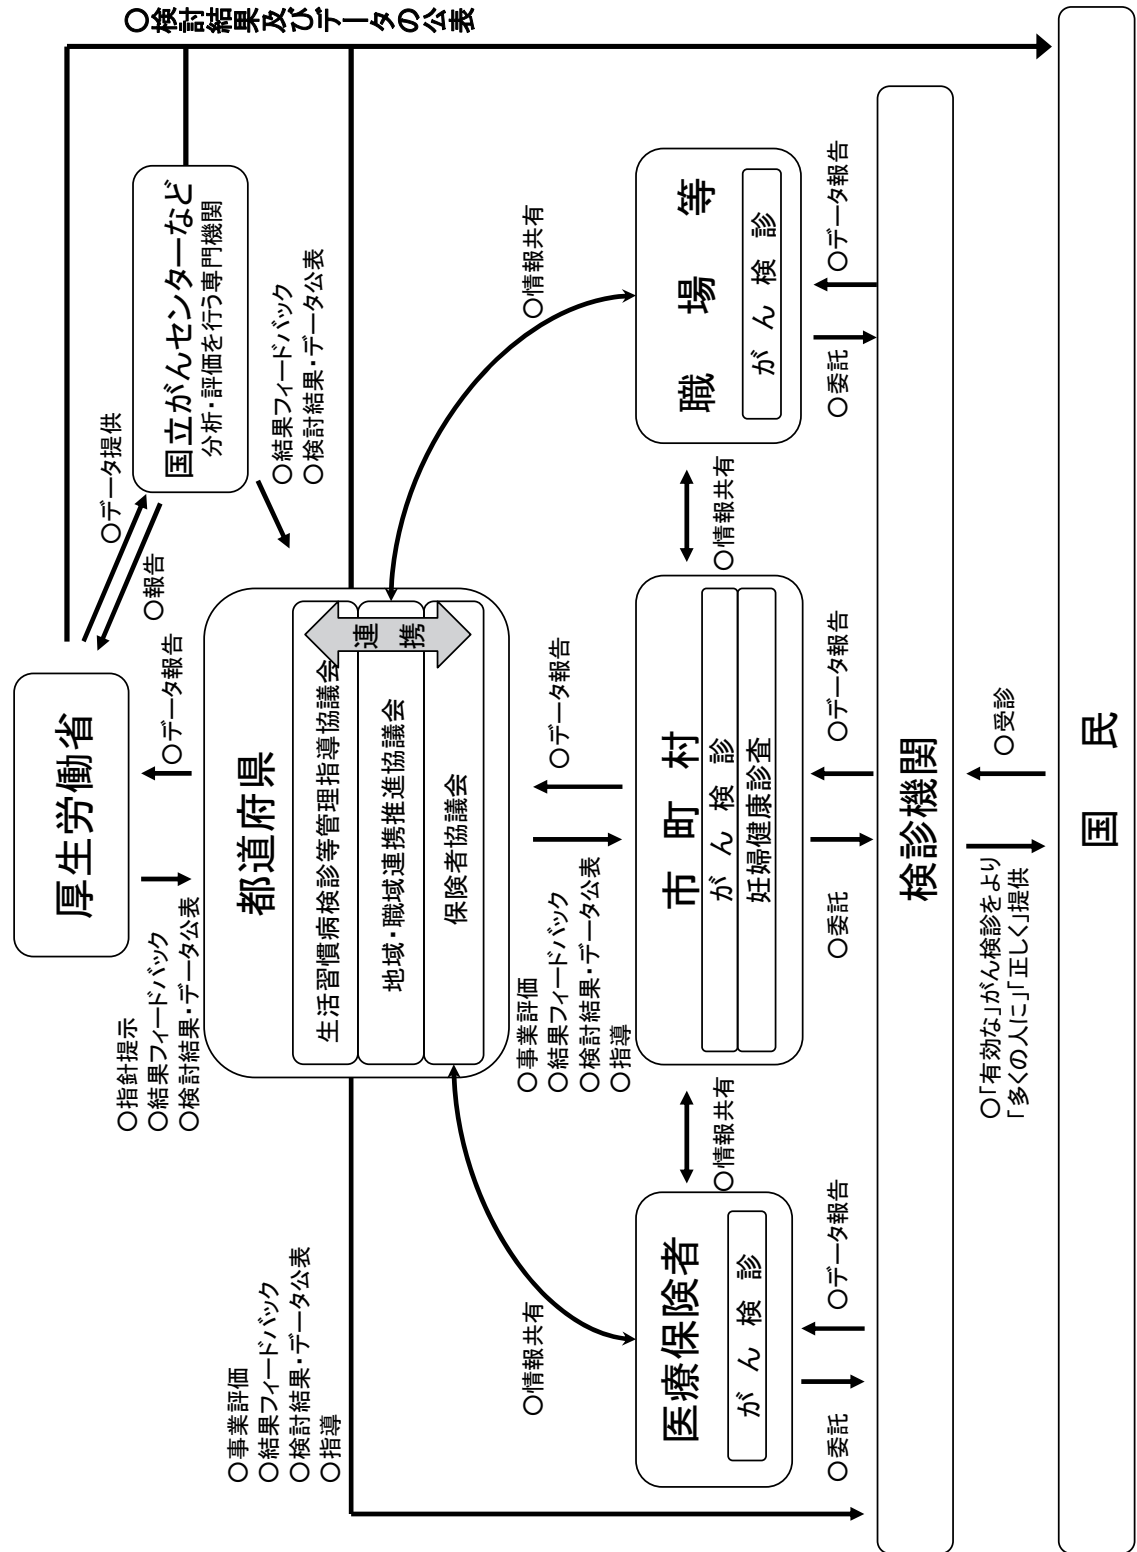 厚生労働省
○指針提示
○結果フィードバック
○検討結果・データ公表
○データ報告
○報告
○データ提供
国立がんセンターなど
分析・評価を行う専門機関
○結果フィードバック
○検討結果・データ公表
○検討結果及びデータの公表
都道府県
生活習慣病検診等管理指導協議会
地域・職域連携推進協議会
保険者協議会
連携
○事業評価
○結果フィードバック
○検討結果・データ公表
○指導
○情報共有
○事業評価
○結果フィードバック
○検討結果・データ公表
○指導
○データ報告
○情報共有
医療保険者
がん検診
○情報共有
市町村
がん検診
妊婦健康診査
○情報共有
職場等
がん検診
○委託
○データ報告
○委託
○データ報告
○委託
○データ報告
検診機関
○「有効な」がん検診をより
「多くの人に」「正しく」提供
○受診
国民